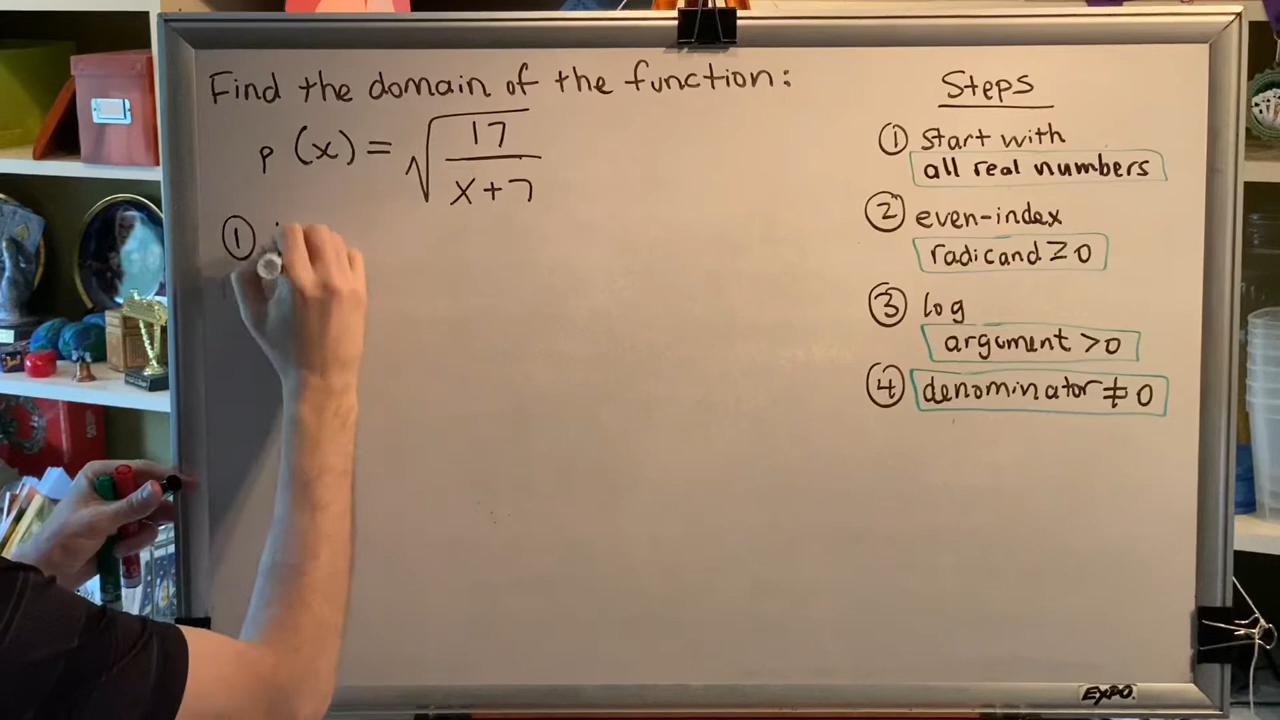 Find the domain of the function:
p(x) = √(17/(x+7))
①
Steps
① Start with
all real numbers
② even-index
radicand ≥ 0
③ log
argument > 0
④ denominator ≠ 0
EXPO